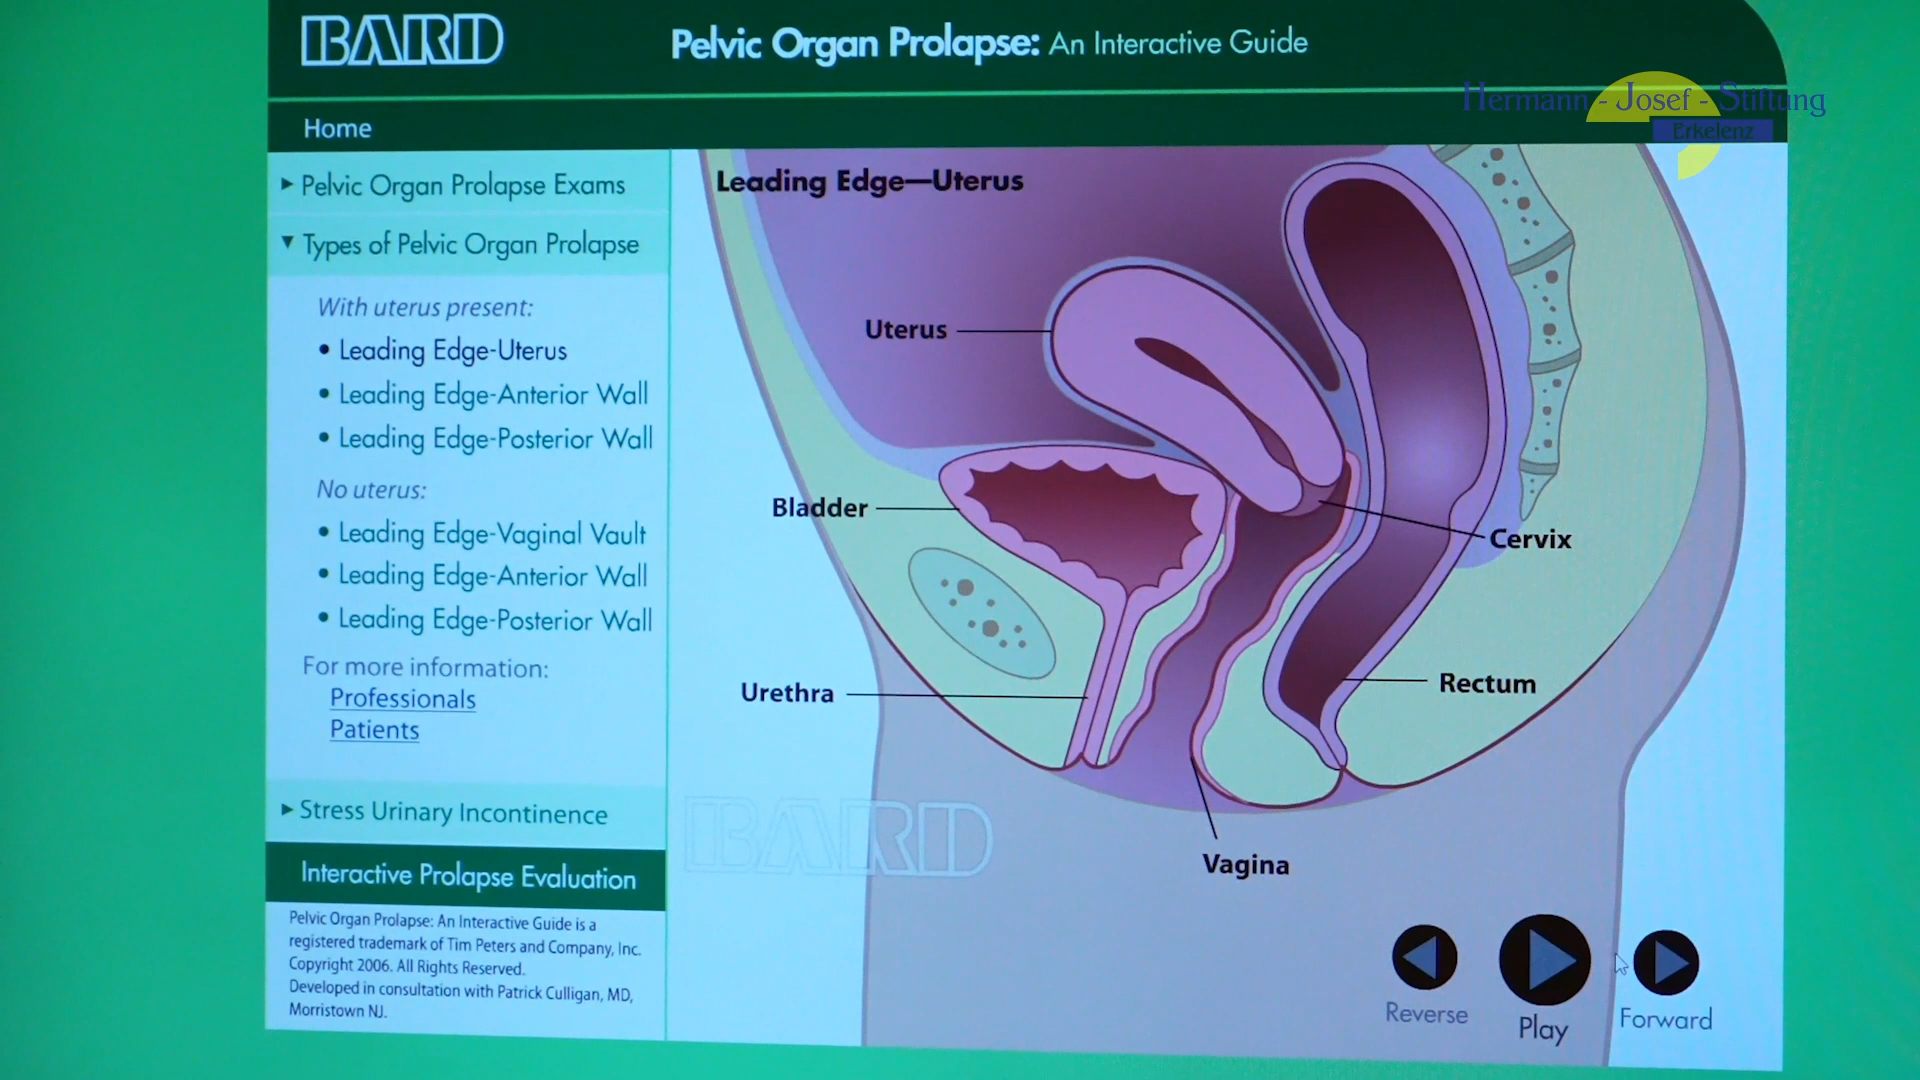 BARD
Pelvic Organ Prolapse: An Interactive Guide
Hermann - Josef - Stiftung
Erkelenz
Home
Pelvic Organ Prolapse Exams
Types of Pelvic Organ Prolapse
With uterus present:
• Leading Edge-Uterus
• Leading Edge-Anterior Wall
• Leading Edge-Posterior Wall
No uterus:
• Leading Edge-Vaginal Vault
• Leading Edge-Anterior Wall
• Leading Edge-Posterior Wall
For more information:
Professionals
Patients
Stress Urinary Incontinence
Interactive Prolapse Evaluation
Pelvic Organ Prolapse: An Interactive Guide is a
registered trademark of Tim Peters and Company, Inc.
Copyright 2006. All Rights Reserved.
Developed in consultation with Patrick Culligan, MD,
Morristown NJ.
Leading Edge—Uterus
Uterus
Bladder
Cervix
Urethra
Rectum
Vagina
BARD
Reverse
Play
Forward